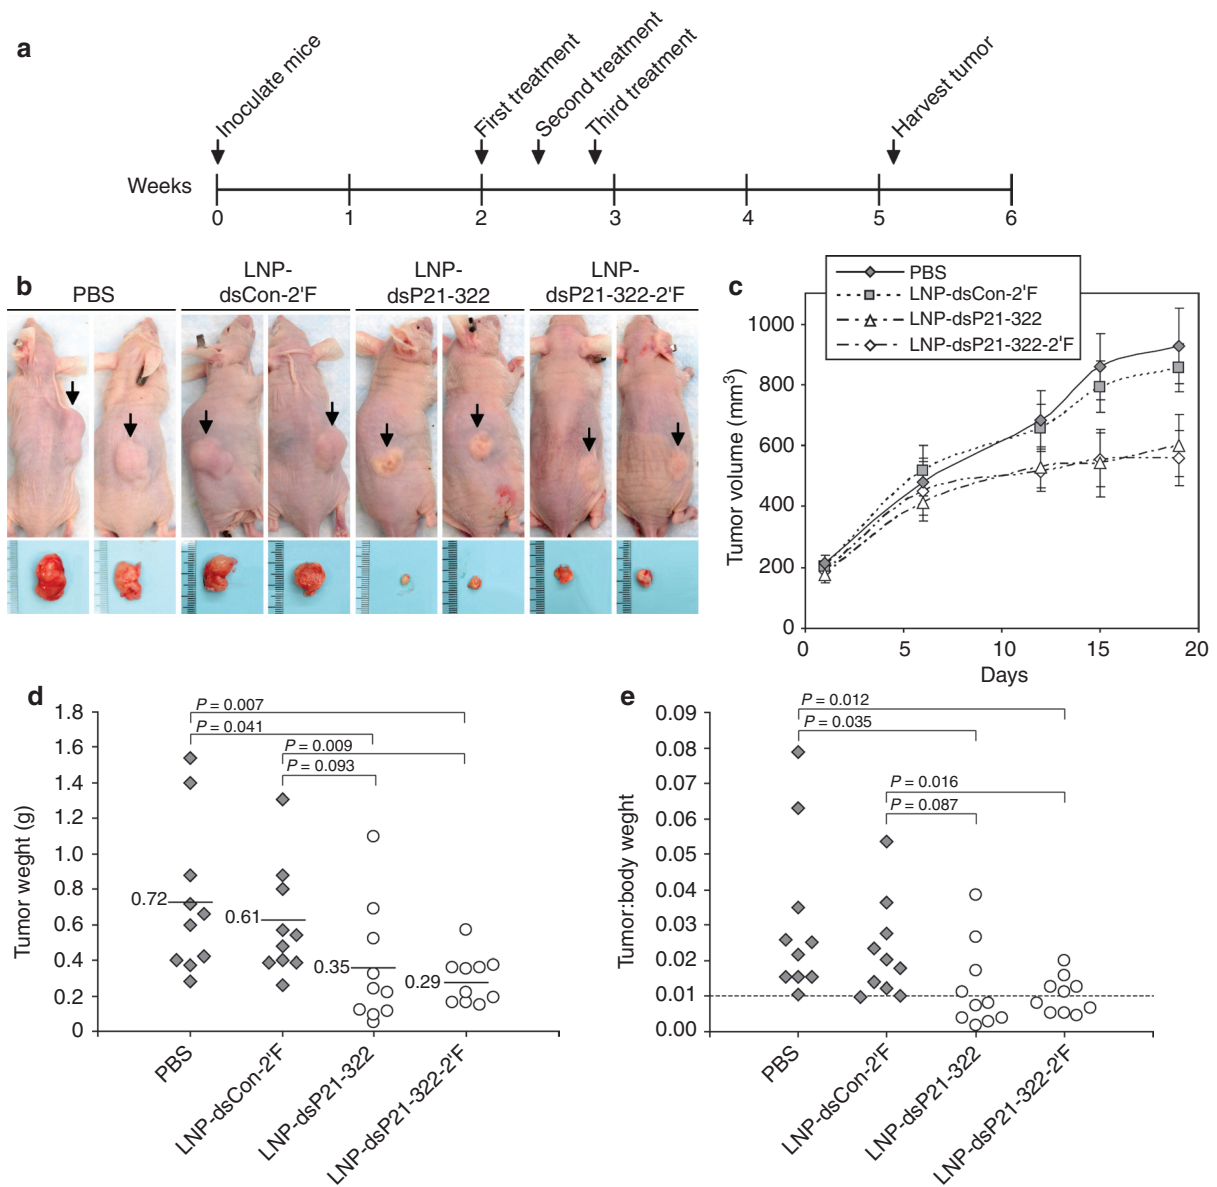 a
Inoculate mice
First treatment
Second treatment
Third treatment
Harvest tumor
Weeks
0 1 2 3 4 5 6
b
PBS
LNP-
dsCon-2'F
LNP-
dsP21-322
LNP-
dsP21-322-2'F
c
PBS
LNP-dsCon-2'F
LNP-dsP21-322
LNP-dsP21-322-2'F
Tumor volume (mm³)
1000
800
600
400
200
0
0 5 10 15 20
Days
d
Tumor weght (g)
1.8
1.6
1.4
1.2
1.0
0.8
0.6
0.4
0.2
0
P = 0.007
P = 0.041
P = 0.009
P = 0.093
0.72
0.61
0.35
0.29
PBS
LNP-dsCon-2'F
LNP-dsP21-322
LNP-dsP21-322-2'F
e
Tumor:body weght
0.09
0.08
0.07
0.06
0.05
0.04
0.03
0.02
0.01
0.00
P = 0.012
P = 0.035
P = 0.016
P = 0.087
PBS
LNP-dsCon-2'F
LNP-dsP21-322
LNP-dsP21-322-2'F